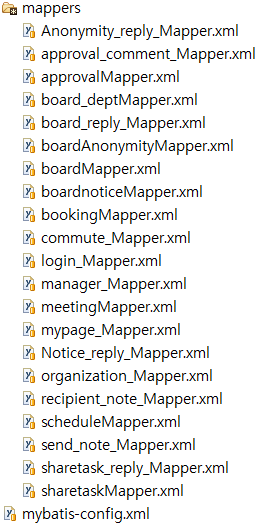 mappers
Anonymity_reply_Mapper.xml
approval_comment_Mapper.xml
approvalMapper.xml
board_deptMapper.xml
board_reply_Mapper.xml
boardAnonymityMapper.xml
boardMapper.xml
boardnoticeMapper.xml
bookingMapper.xml
commute_Mapper.xml
login_Mapper.xml
manager_Mapper.xml
meetingMapper.xml
mypage_Mapper.xml
Notice_reply_Mapper.xml
organization_Mapper.xml
recipient_note_Mapper.xml
scheduleMapper.xml
send_note_Mapper.xml
sharetask_reply_Mapper.xml
sharetaskMapper.xml
mybatis-config.xml